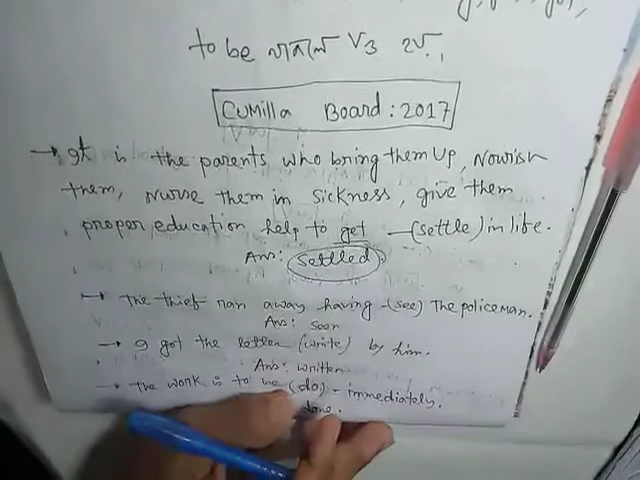 to be থাকলে V3 হয়।
Cumilla Board: 2017
→ It is the parents who bring them up, Nourish
them, nurse them in sickness, give them
proper education help to get —(settle) in life.
Ans: settled
→ The thief ran away having —(see) The policeman.
Ans: seen
→ I got the letter (write) by him.
Ans: written
→ The work is to be (do) - immediately.
done.